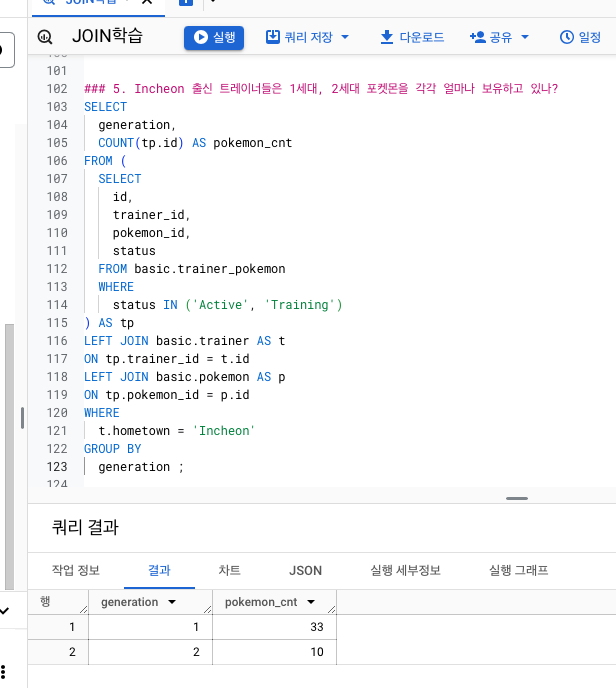 JOIN학습
JOIN학습
실행
쿼리 저장
다운로드
공유
일정
101
102 ### 5. Incheon 출신 트레이너들은 1세대, 2세대 포켓몬을 각각 얼마나 보유하고 있나?
103 SELECT
104 generation,
105 COUNT(tp.id) AS pokemon_cnt
106 FROM (
107 SELECT
108 id,
109 trainer_id,
110 pokemon_id,
111 status
112 FROM basic.trainer_pokemon
113 WHERE
114 status IN ('Active', 'Training')
115 ) AS tp
116 LEFT JOIN basic.trainer AS t
117 ON tp.trainer_id = t.id
118 LEFT JOIN basic.pokemon AS p
119 ON tp.pokemon_id = p.id
120 WHERE
121 t.hometown = 'Incheon'
122 GROUP BY
123 generation ;
124
쿼리 결과
작업 정보 결과 차트 JSON 실행 세부정보 실행 그래프
행 generation pokemon_cnt
1 1 33
2 2 10